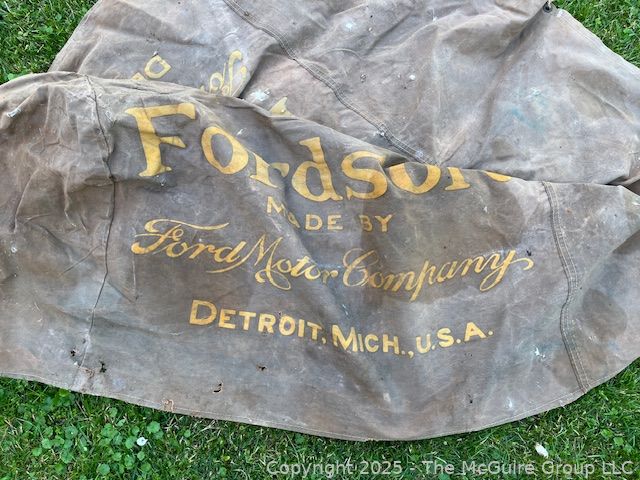 Fordson
MADE BY
Ford Motor Company
DETROIT, MICH., U.S.A.
Copyright 2025 - The McGuire Group LLC